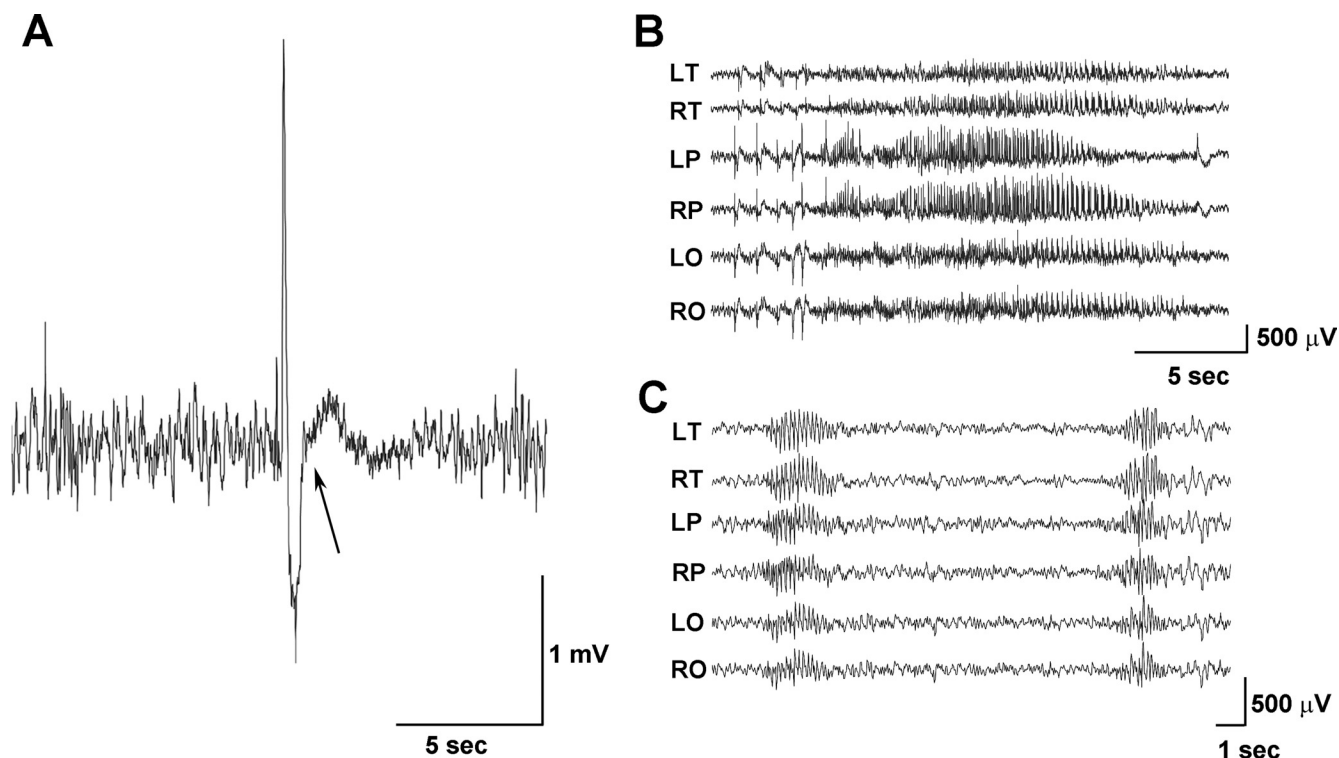 A
1 mV
5 sec
B
LT
RT
LP
RP
LO
RO
500 μV
5 sec
C
LT
RT
LP
RP
LO
RO
500 μV
1 sec